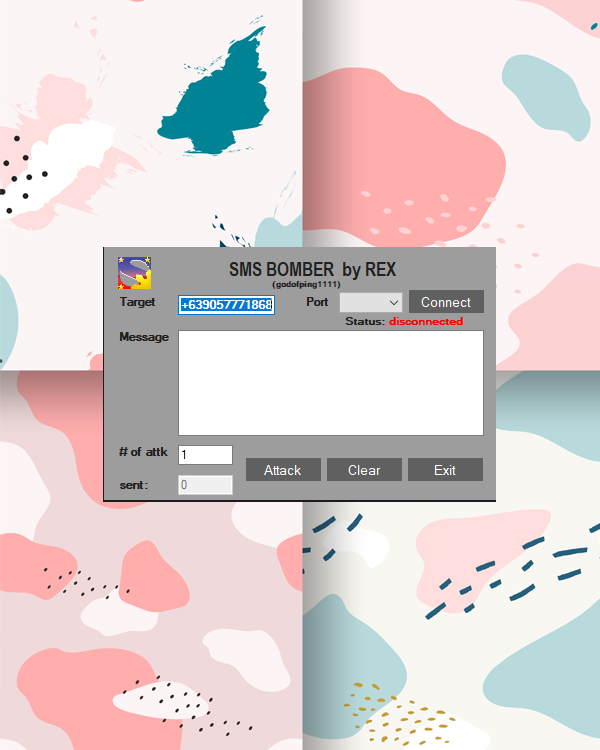 SMS BOMBER by REX
(godofping1111)
Target +639057771868 Port Connect
Status: disconnected
Message
# of attk 1
Attack Clear Exit
sent: 0